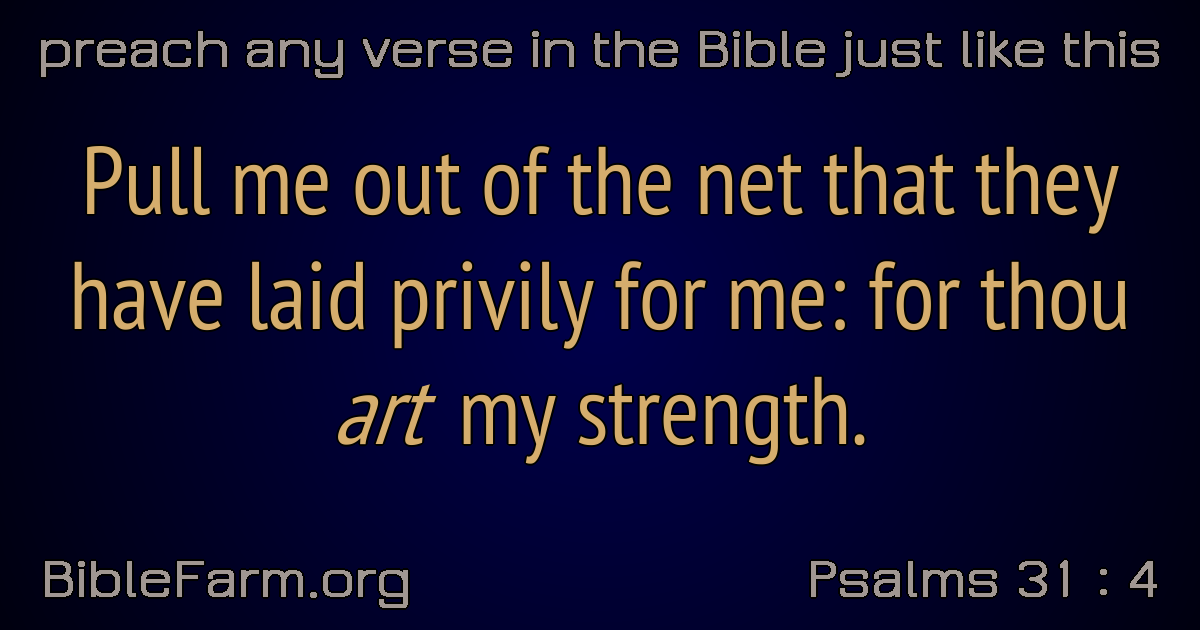 preach any verse in the Bible just like this
Pull me out of the net that they
have laid privily for me: for thou
art my strength.
BibleFarm.org
Psalms 31 : 4